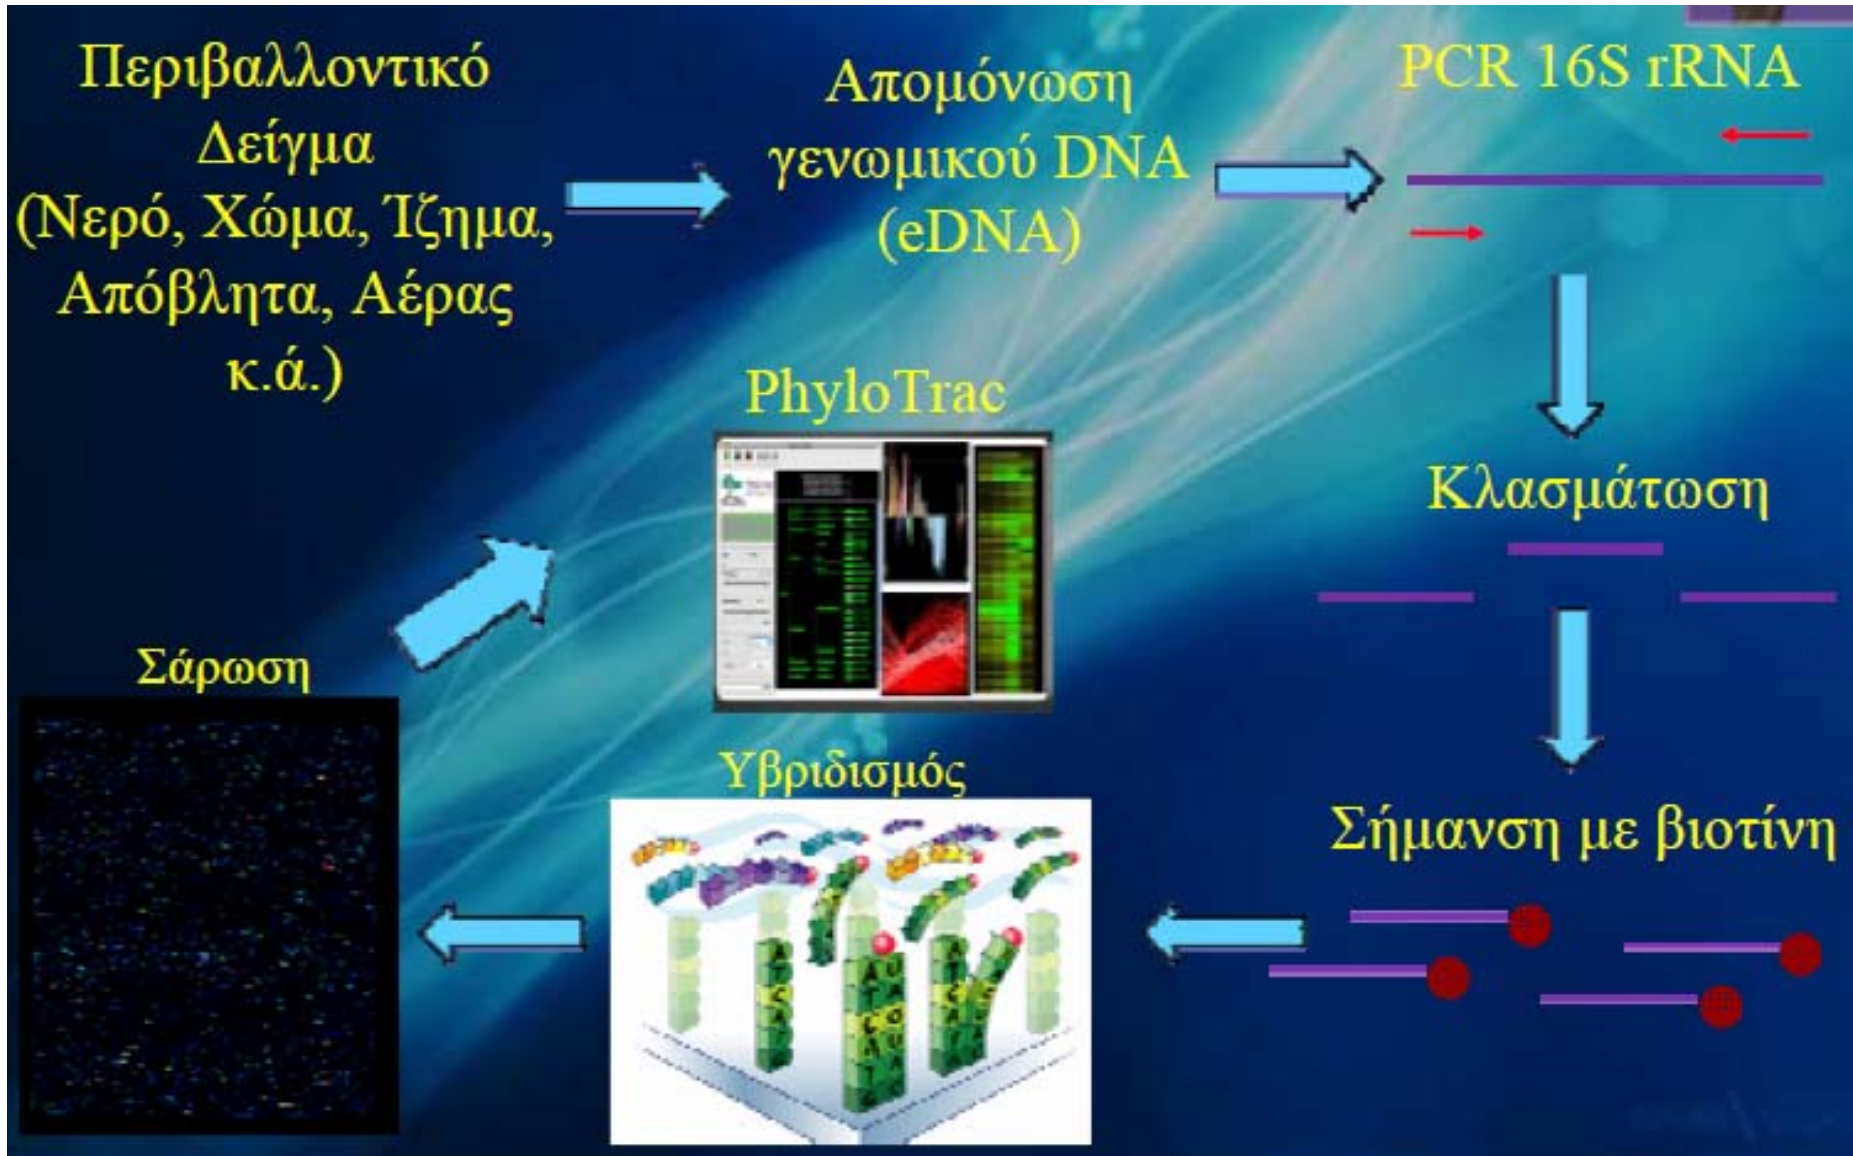 Περιβαλλοντικό
Δείγμα
(Νερό, Χώμα, Ίζημα,
Απόβλητα, Αέρας
κ.ά.)
Απομόνωση
γενωμικού DNA
(eDNA)
PCR 16S rRNA
Κλασμάτωση
Σήμανση με βιοτίνη
Υβριδισμός
Σάρωση
PhyloTrac